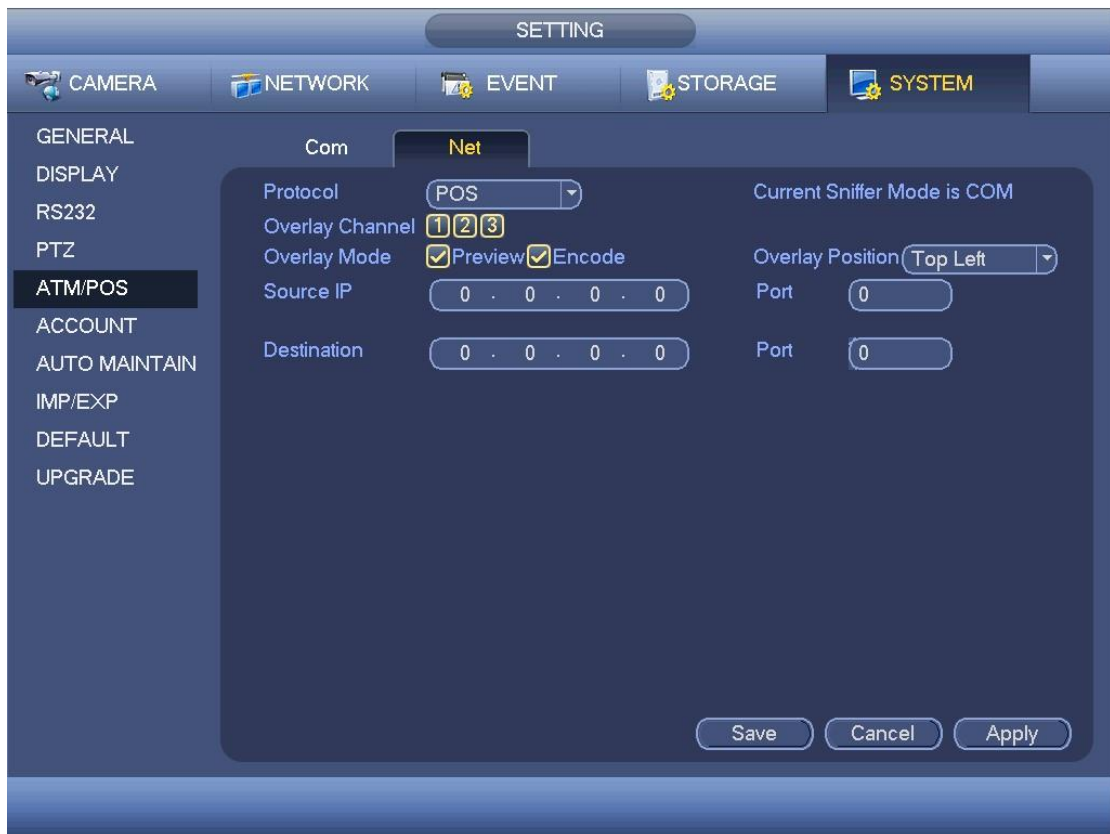 SETTING
CAMERA NETWORK EVENT STORAGE SYSTEM
GENERAL
DISPLAY
RS232
PTZ
ATM/POS
ACCOUNT
AUTO MAINTAIN
IMP/EXP
DEFAULT
UPGRADE
Com Net
Protocol POS Current Sniffer Mode is COM
Overlay Channel 1 2 3
Overlay Mode Preview Encode Overlay Position Top Left
Source IP 0 . 0 . 0 . 0 Port 0
Destination 0 . 0 . 0 . 0 Port 0
Save Cancel Apply